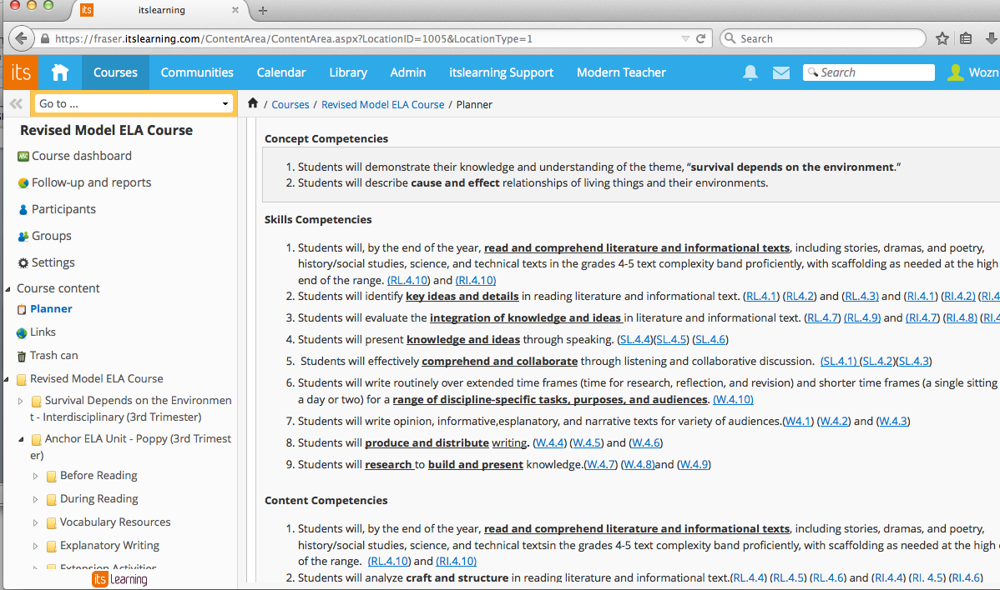 its
itslearning
https://fraser.itslearning.com/ContentArea/ContentArea.aspx?LocationID=1005&LocationType=1
Search
its
Courses
Communities
Calendar
Library
Admin
itslearning Support
Modern Teacher
Search
Wozn
Go to ...
/ Courses / Revised Model ELA Course / Planner
Revised Model ELA Course
ABC
Course dashboard
Follow-up and reports
Participants
Groups
Settings
Course content
Planner
Links
Trash can
Revised Model ELA Course
Survival Depends on the Environmen
t - Interdisciplinary (3rd Trimester)
Anchor ELA Unit - Poppy (3rd Trimest
er)
Before Reading
During Reading
Vocabulary Resources
Explanatory Writing
Extension Activities
its learning
Concept Competencies
1. Students will demonstrate their knowledge and understanding of the theme, “survival depends on the environment.”
2. Students will describe cause and effect relationships of living things and their environments.
Skills Competencies
1. Students will, by the end of the year, read and comprehend literature and informational texts, including stories, dramas, and poetry,
history/social studies, science, and technical texts in the grades 4-5 text complexity band proficiently, with scaffolding as needed at the high
end of the range. (RL.4.10) and (RI.4.10)
2. Students will identify key ideas and details in reading literature and informational text. (RL.4.1) (RL4.2) and (RL.4.3) and (RI.4.1) (RI.4.2) (RI.4
3. Students will evaluate the integration of knowledge and ideas in literature and informational text. (RL.4.7) (RL.4.9) and (RI.4.7) (RI.4.8) (RI.4
4. Students will present knowledge and ideas through speaking. (SL.4.4)(SL.4.5) (SL.4.6)
5. Students will effectively comprehend and collaborate through listening and collaborative discussion. (SL.4.1) (SL.4.2)(SL.4.3)
6. Students will write routinely over extended time frames (time for research, reflection, and revision) and shorter time frames (a single sitting
a day or two) for a range of discipline-specific tasks, purposes, and audiences. (W.4.10)
7. Students will write opinion, informative,esplanatory, and narrative texts for variety of audiences.(W4.1) (W.4.2) and (W.4.3)
8. Students will produce and distribute writing. (W.4.4) (W.4.5) and (W.4.6)
9. Students will research to build and present knowledge.(W.4.7) (W.4.8)and (W.4.9)
Content Competencies
1. Students will, by the end of the year, read and comprehend literature and informational texts, including stories, dramas, and poetry,
history/social studies, science, and technical textsin the grades 4-5 text complexity band proficiently, with scaffolding as needed at the high
of the range. (RL.4.10) and (RI.4.10)
2. Students will analyze craft and structure in reading literature and informational text.(RL.4.4) (RL.4.5) (RL.4.6) and (RI.4.4) (RI. 4.5) (RI.4.6)